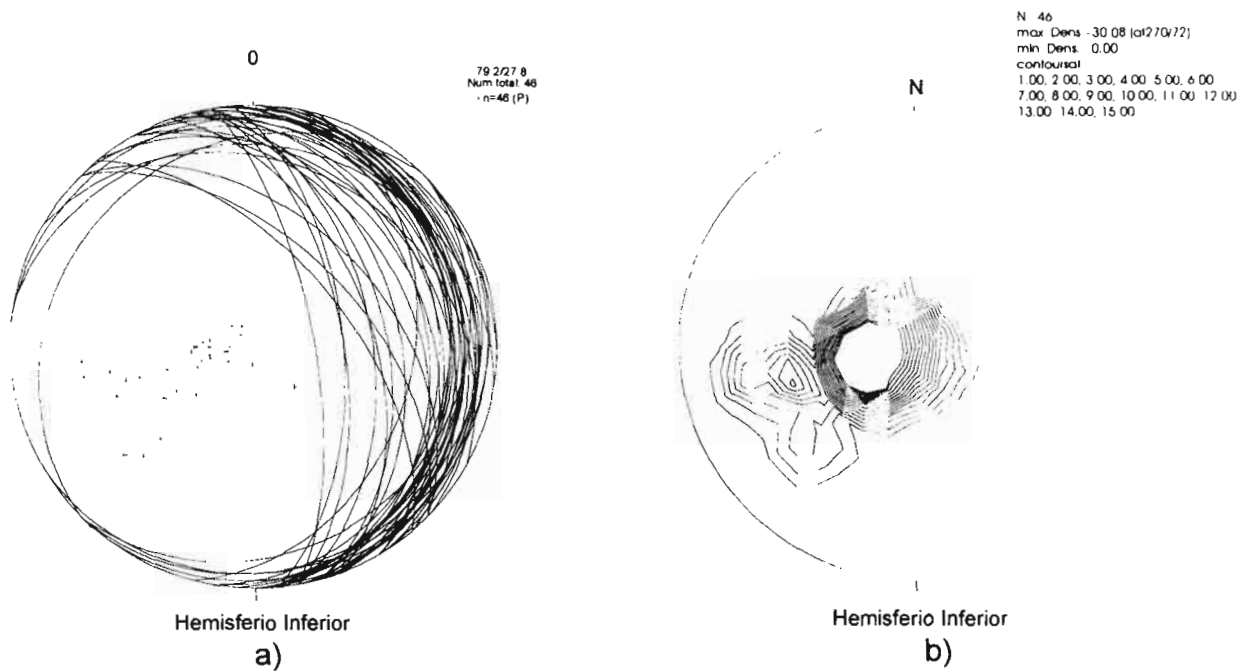 0
79 2/27 8
Num total: 46
n=46 (P)
Hemisferio Inferior
a)
N 46
max Dens -30 08 (at270/72)
min Dens. 0.00
contoursal
1.00, 2 00, 3 00, 4 00 5 00, 6 00
7.00, 8 00, 9 00, 10 00, 11 00 12 00
13.00 14.00, 15 00
N
Hemisferio Inferior
b)